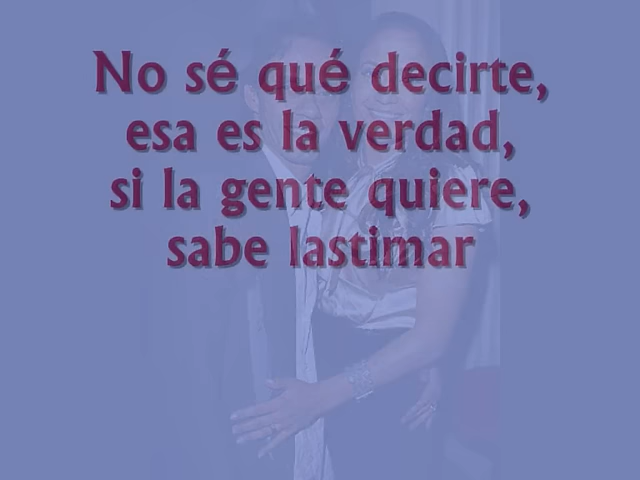 No sé qué decirte,
esa es la verdad,
si la gente quiere,
sabe lastimar